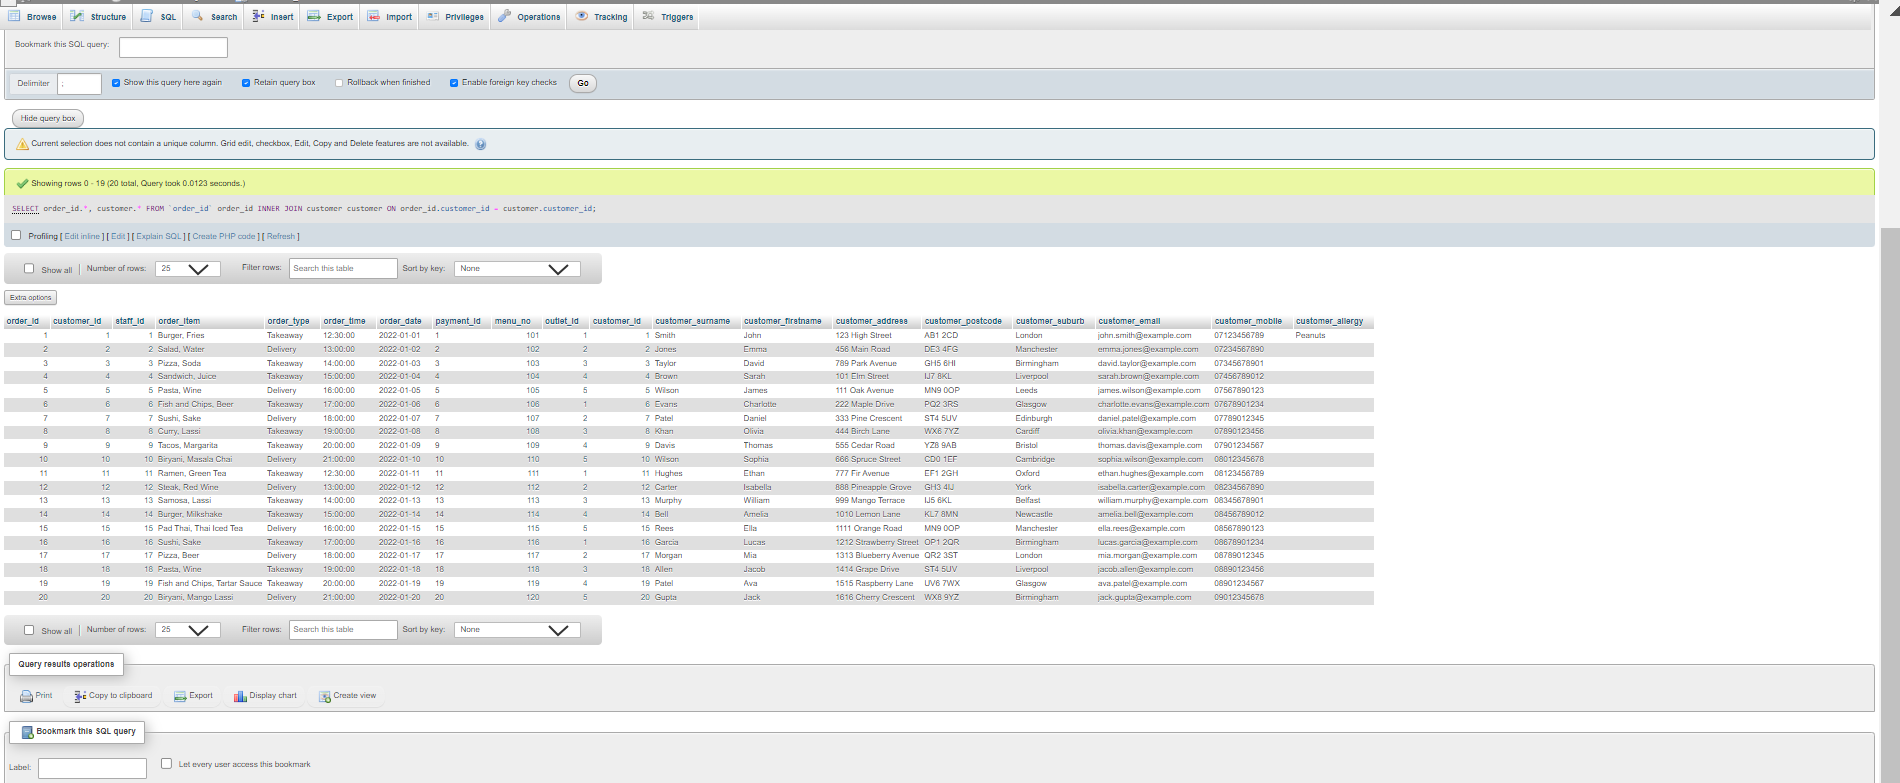 Browse Structure SQL Search Insert Export Import Privileges Operations Tracking Triggers
Bookmark this SQL query:
Delimiter ; Show this query here again Retain query box Rollback when finished Enable foreign key checks Go
Hide query box
Current selection does not contain a unique column. Grid edit, checkbox, Edit, Copy and Delete features are not available.
Showing rows 0 - 19 (20 total, Query took 0.0123 seconds.)
SELECT order_id.*, customer.* FROM `order_id` order_id INNER JOIN customer customer ON order_id.customer_id = customer.customer_id;
Profiling [ Edit inline ] [ Edit ] [ Explain SQL ] [ Create PHP code ] [ Refresh ]
Show all Number of rows: 25 Filter rows: Search this table Sort by key: None
Extra options
order_id customer_id staff_id order_item order_type order_time order_date payment_id menu_no outlet_id customer_id customer_surname customer_firstname customer_address customer_postcode customer_suburb customer_email customer_mobile customer_allergy
1 1 1 Burger, Fries Takeaway 12:30:00 2022-01-01 1 101 1 1 Smith John 123 High Street AB1 2CD London john.smith@example.com 07123456789 Peanuts
2 2 2 Salad, Water Delivery 13:00:00 2022-01-02 2 102 2 2 Jones Emma 456 Main Road DE3 4FG Manchester emma.jones@example.com 07234567890
3 3 3 Pizza, Soda Takeaway 14:00:00 2022-01-03 3 103 3 3 Taylor David 789 Park Avenue GH5 6HI Birmingham david.taylor@example.com 07345678901
4 4 4 Sandwich, Juice Takeaway 15:00:00 2022-01-04 4 104 4 4 Brown Sarah 101 Elm Street IJ7 8KL Liverpool sarah.brown@example.com 07456789012
5 5 5 Pasta, Wine Delivery 16:00:00 2022-01-05 5 105 5 5 Wilson James 111 Oak Avenue MN9 0OP Leeds james.wilson@example.com 07567890123
6 6 6 Fish and Chips, Beer Takeaway 17:00:00 2022-01-06 6 106 1 6 Evans Charlotte 222 Maple Drive PQ2 3RS Glasgow charlotte.evans@example.com 07678901234
7 7 7 Sushi, Sake Delivery 18:00:00 2022-01-07 7 107 2 7 Patel Daniel 333 Pine Crescent ST4 5UV Edinburgh daniel.patel@example.com 07789012345
8 8 8 Curry, Lassi Takeaway 19:00:00 2022-01-08 8 108 3 8 Khan Olivia 444 Birch Lane WX6 7YZ Cardiff olivia.khan@example.com 07890123456
9 9 9 Tacos, Margarita Takeaway 20:00:00 2022-01-09 9 109 4 9 Davis Thomas 555 Cedar Road YZ8 9AB Bristol thomas.davis@example.com 07901234567
10 10 10 Biryani, Masala Chai Delivery 21:00:00 2022-01-10 10 110 5 10 Wilson Sophia 666 Spruce Street CD0 1EF Cambridge sophia.wilson@example.com 08012345678
11 11 11 Ramen, Green Tea Takeaway 12:30:00 2022-01-11 11 111 1 11 Hughes Ethan 777 Fir Avenue EF1 2GH Oxford ethan.hughes@example.com 08123456789
12 12 12 Steak, Red Wine Delivery 13:00:00 2022-01-12 12 112 2 12 Carter Isabella 888 Pineapple Grove GH3 4IJ York isabella.carter@example.com 08234567890
13 13 13 Samosa, Lassi Takeaway 14:00:00 2022-01-13 13 113 3 13 Murphy William 999 Mango Terrace IJ5 6KL Belfast william.murphy@example.com 08345678901
14 14 14 Burger, Milkshake Takeaway 15:00:00 2022-01-14 14 114 4 14 Bell Amelia 1010 Lemon Lane KL7 8MN Newcastle amelia.bell@example.com 08456789012
15 15 15 Pad Thai, Thai Iced Tea Delivery 16:00:00 2022-01-15 15 115 5 15 Rees Ella 1111 Orange Road MN9 0OP Manchester ella.rees@example.com 08567890123
16 16 16 Sushi, Sake Takeaway 17:00:00 2022-01-16 16 116 1 16 Garcia Lucas 1212 Strawberry Street OP1 2QR Birmingham lucas.garcia@example.com 08678901234
17 17 17 Pizza, Beer Delivery 18:00:00 2022-01-17 17 117 2 17 Morgan Mia 1313 Blueberry Avenue QR2 3ST London mia.morgan@example.com 08789012345
18 18 18 Pasta, Wine Takeaway 19:00:00 2022-01-18 18 118 3 18 Allen Jacob 1414 Grape Drive ST4 5UV Liverpool jacob.allen@example.com 08890123456
19 19 19 Fish and Chips, Tartar Sauce Takeaway 20:00:00 2022-01-19 19 119 4 19 Patel Ava 1515 Raspberry Lane UV6 7WX Glasgow ava.patel@example.com 08901234567
20 20 20 Biryani, Mango Lassi Delivery 21:00:00 2022-01-20 20 120 5 20 Gupta Jack 1616 Cherry Crescent WX8 9YZ Birmingham jack.gupta@example.com 09012345678
Show all Number of rows: 25 Filter rows: Search this table Sort by key: None
Query results operations
Print Copy to clipboard Export Display chart Create view
Bookmark this SQL query
Label: Let every user access this bookmark